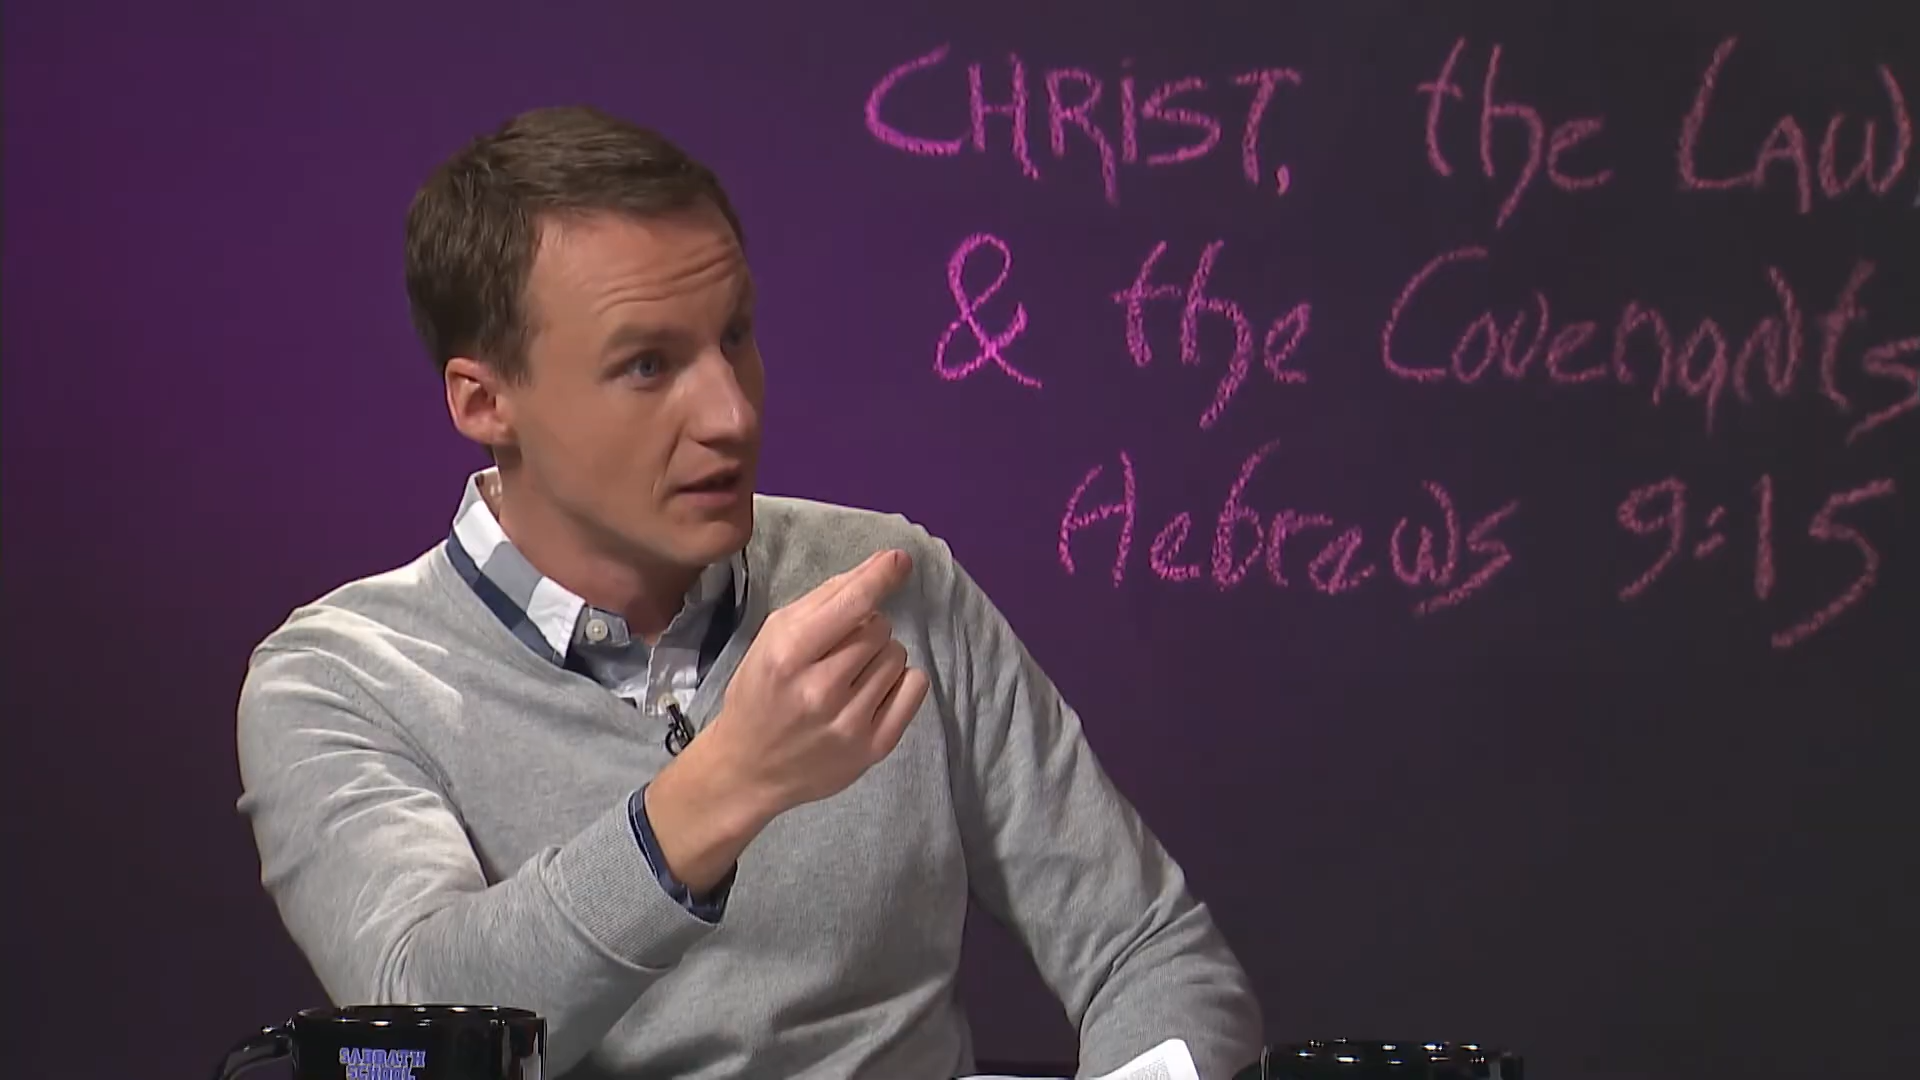 CHRIST, the LAW,
& the Covenants
Hebrews 9:15
SABBATH
SCHOOL